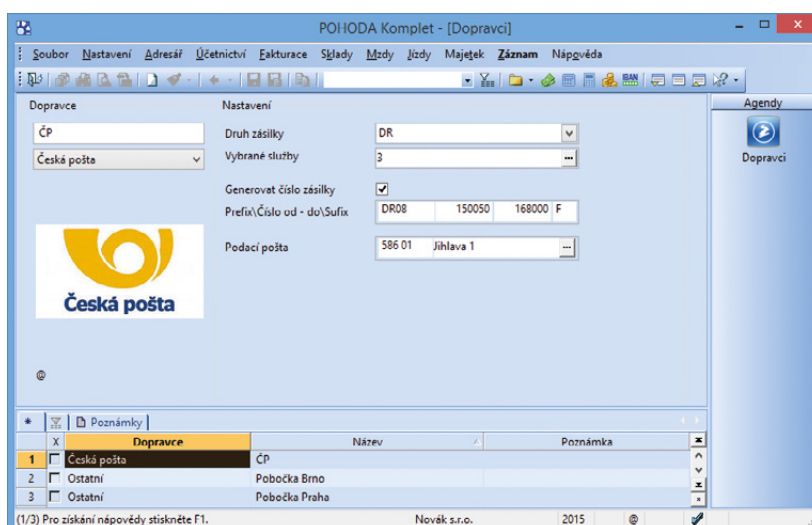 POHODA Komplet - [Dopravci]
Soubor Nastavení Adresář Účetnictví Fakturace Sklady Mzdy Jízdy Majetek Záznam Nápověda
IBAN
Dopravce
ČP
Česká pošta
Česká pošta
@
Nastavení
Druh zásilky DR
Vybrané služby 3
Generovat číslo zásilky
Prefix\Číslo od - do\Sufix DR08 150050 168000 F
Podací pošta 586 01 Jihlava 1
Agendy
Dopravci
* Poznámky
X Dopravce Název Poznámka
1 Česká pošta ČP
2 Ostatní Pobočka Brno
3 Ostatní Pobočka Praha
(1/3) Pro získání nápovědy stiskněte F1. Novák s.r.o. 2015 @